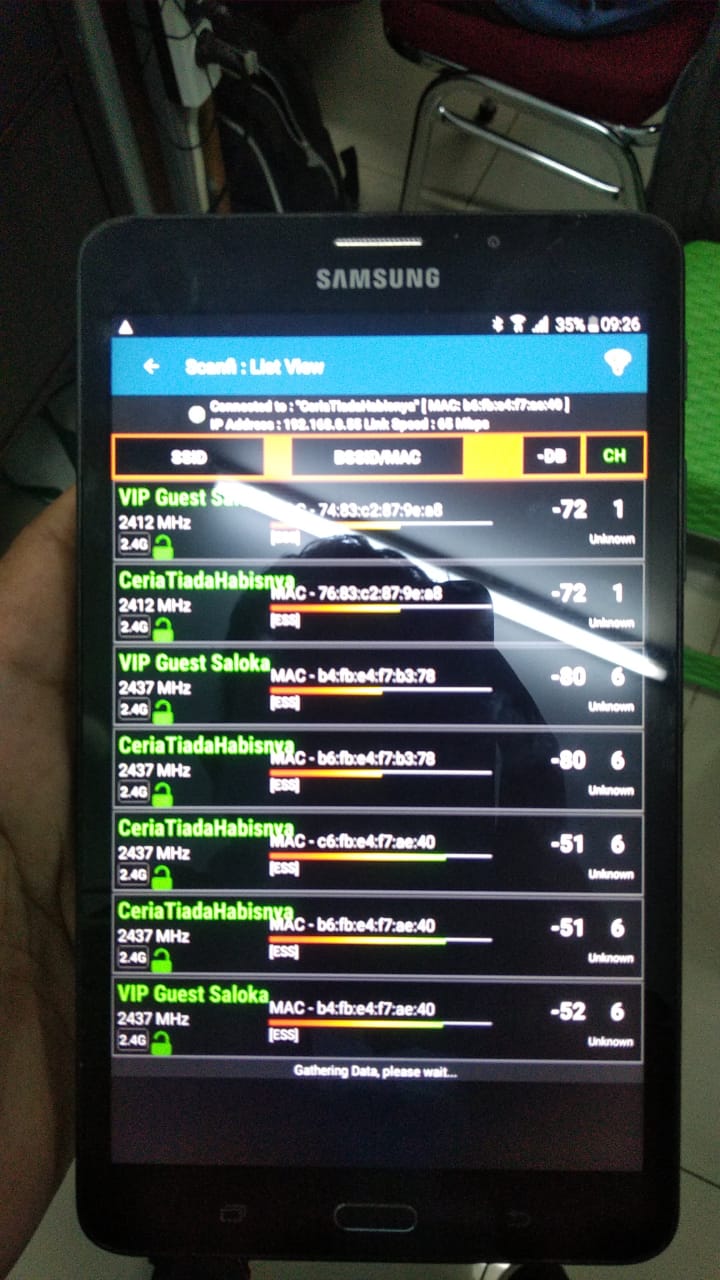 SAMSUNG
35% 09:26
Scanfi : List View
Connected to : "CeriaTiadaHabisnya" [ MAC: b6:fb:e4:f7:ae:40 ]
IP Address : 192.168.0.55 Link Speed : 65 Mbps
SSID BSSID/MAC -DB CH
VIP Guest Saloka MAC - 74:83:c2:87:9e:a8 -72 1
2412 MHz [ESS] Unknown
2.4G
CeriaTiadaHabisnya MAC - 76:83:c2:87:9e:a8 -72 1
2412 MHz [ESS] Unknown
2.4G
VIP Guest Saloka MAC - b4:fb:e4:f7:b3:78 -80 6
2437 MHz [ESS] Unknown
2.4G
CeriaTiadaHabisnya MAC - b6:fb:e4:f7:b3:78 -80 6
2437 MHz [ESS] Unknown
2.4G
CeriaTiadaHabisnya MAC - c6:fb:e4:f7:ae:40 -51 6
2437 MHz [ESS] Unknown
2.4G
CeriaTiadaHabisnya MAC - b6:fb:e4:f7:ae:40 -51 6
2437 MHz [ESS] Unknown
2.4G
VIP Guest Saloka MAC - b4:fb:e4:f7:ae:40 -52 6
2437 MHz [ESS] Unknown
2.4G
Gathering Data, please wait...